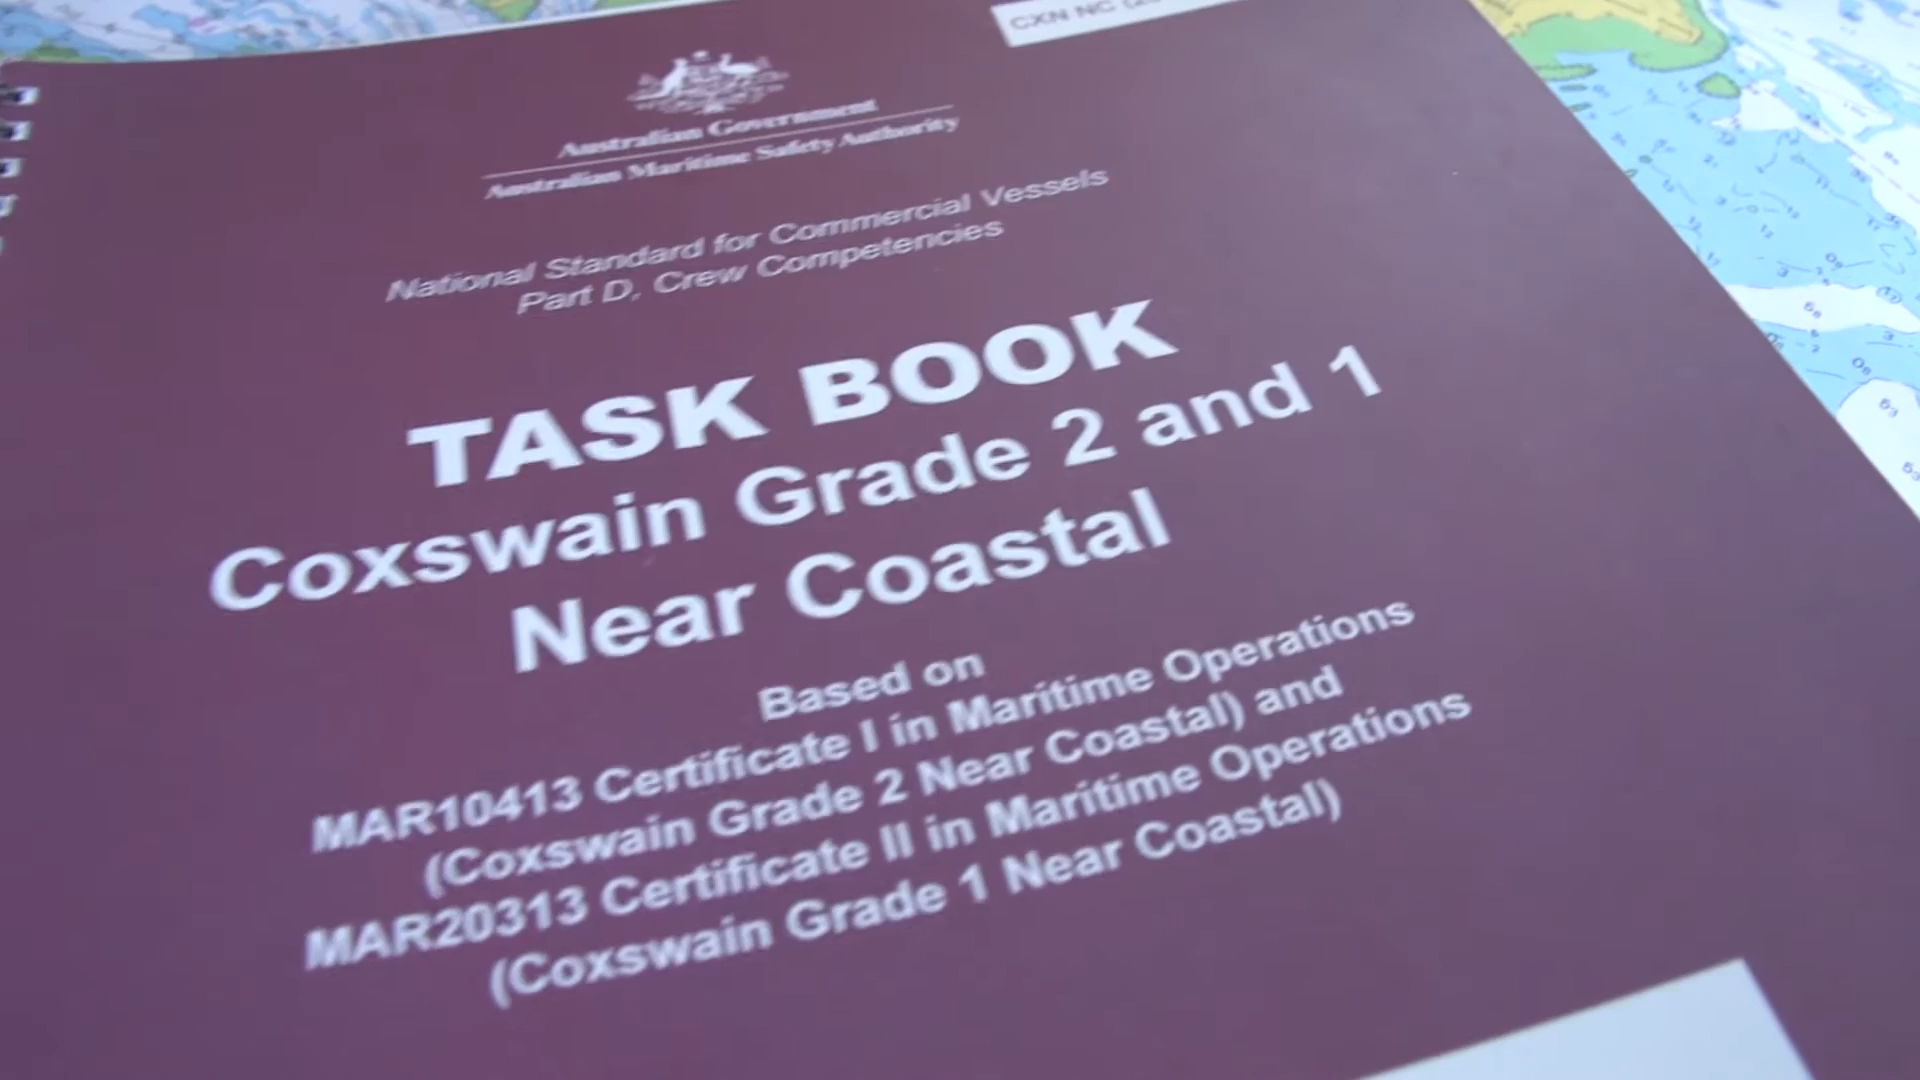 CXN NC
Australian Government
Australian Maritime Safety Authority
National Standard for Commercial Vessels
Part D. Crew Competencies
TASK BOOK
Coxswain Grade 2 and 1
Near Coastal
Based on
MAR10413 Certificate I in Maritime Operations
(Coxswain Grade 2 Near Coastal) and
MAR20313 Certificate II in Maritime Operations
(Coxswain Grade 1 Near Coastal)